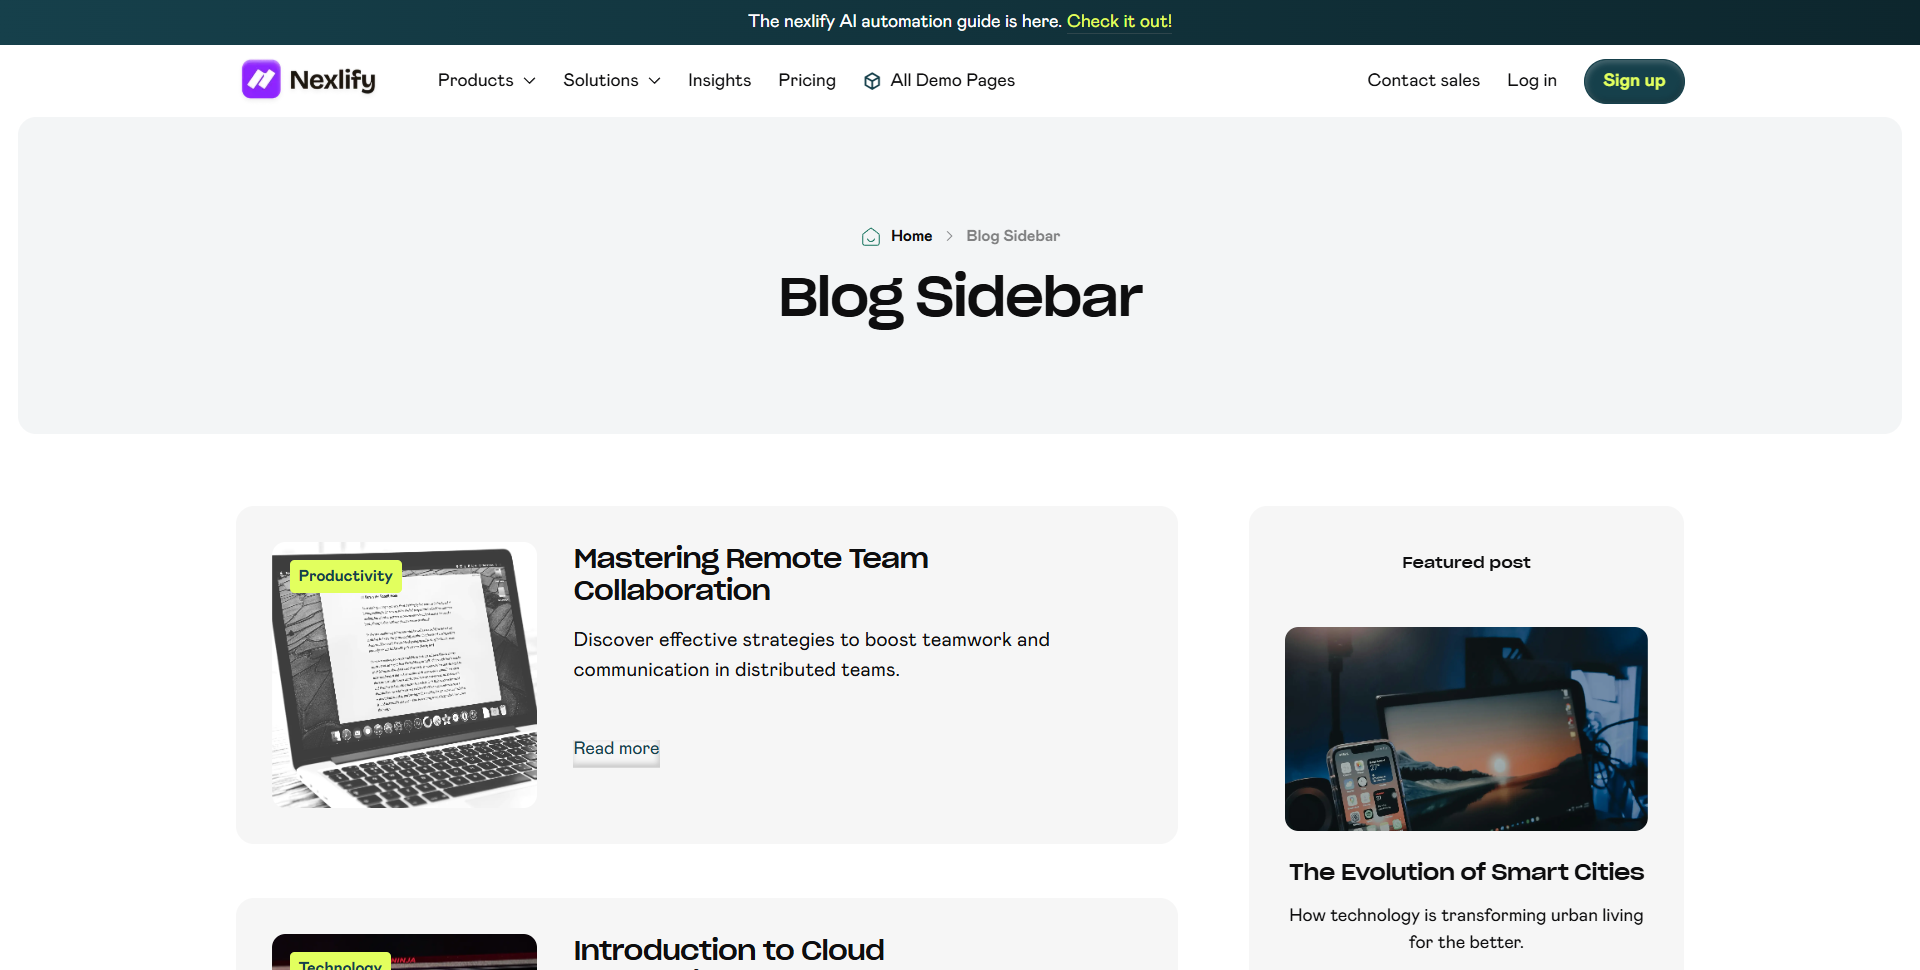 The nexlify AI automation guide is here. Check it out!
Nexlify
Products
Solutions
Insights
Pricing
All Demo Pages
Contact sales
Log in
Sign up
Home
Blog Sidebar
Blog Sidebar
Productivity
Mastering Remote Team
Collaboration
Discover effective strategies to boost teamwork and
communication in distributed teams.
Read more
Featured post
The Evolution of Smart Cities
How technology is transforming urban living
for the better.
Technology
Introduction to Cloud